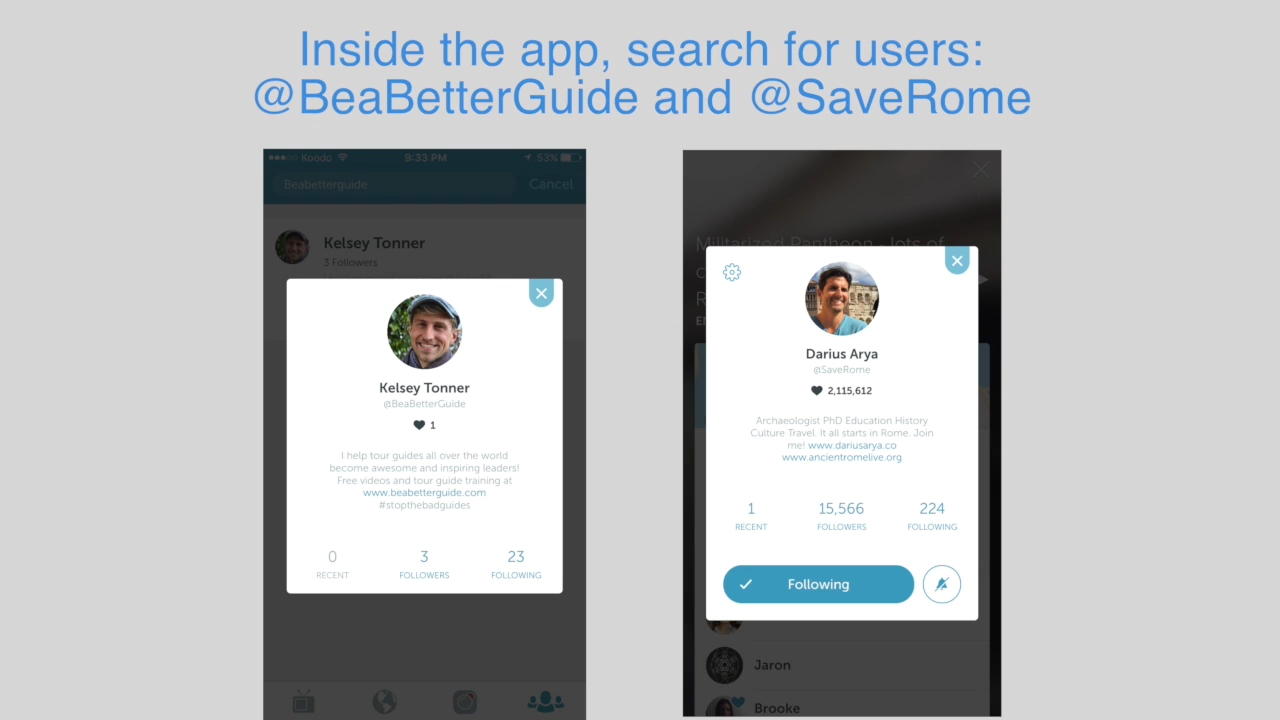 Inside the app, search for users:
@BeaBetterGuide and @SaveRome
Koodo 9:33 PM 53%
Beabetterguide Cancel
Kelsey Tonner
3 Followers
Kelsey Tonner
@BeaBetterGuide
1
I help tour guides all over the world
become awesome and inspiring leaders!
Free videos and tour guide training at
www.beabetterguide.com
#stopthebadguides
0 3 23
RECENT FOLLOWERS FOLLOWING
Militarized Pantheon - lots of
Darius Arya
@SaveRome
2,115,612
Archaeologist PhD Education History
Culture Travel. It all starts in Rome. Join
me! www.dariusarya.co
www.ancientromelive.org
1 15,566 224
RECENT FOLLOWERS FOLLOWING
Following
Jaron
Brooke